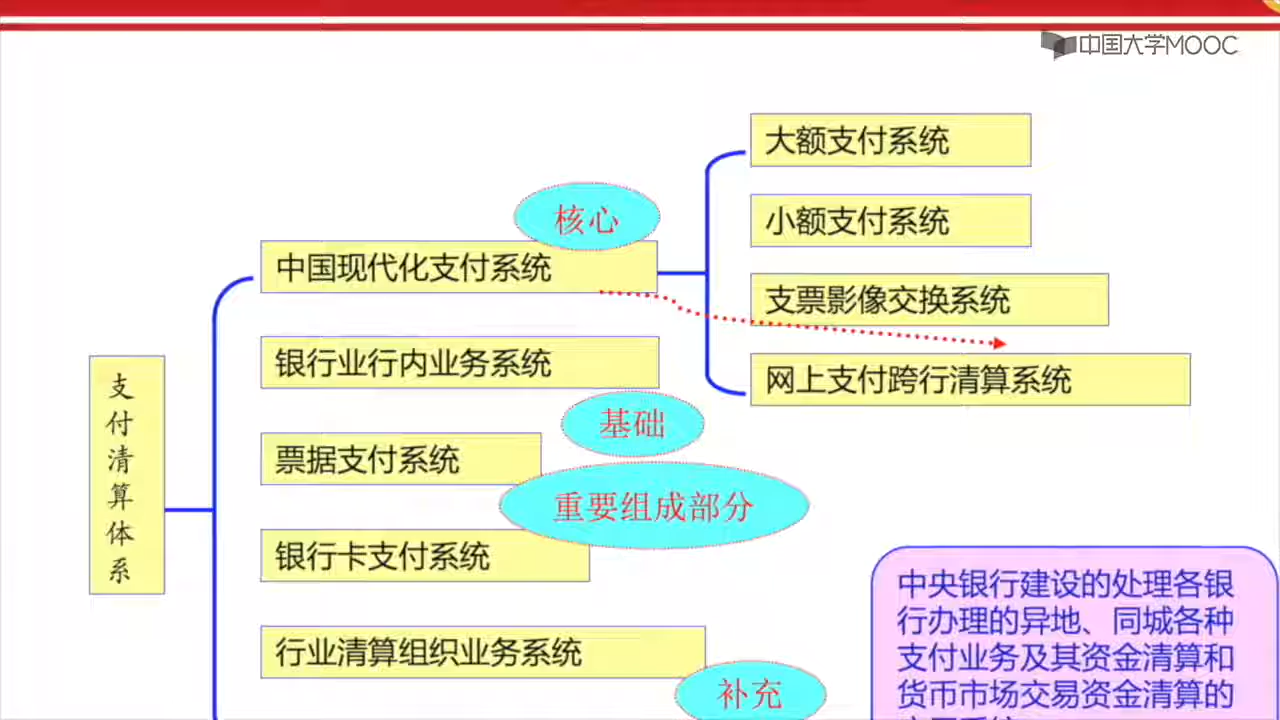 中国大学MOOC
大额支付系统
核心
小额支付系统
中国现代化支付系统
支票影像交换系统
银行业行内业务系统
网上支付跨行清算系统
支付清算体系
基础
票据支付系统
重要组成部分
银行卡支付系统
行业清算组织业务系统
补充
中央银行建设的处理各银
行办理的异地、同城各种
支付业务及其资金清算和
货币市场交易资金清算的